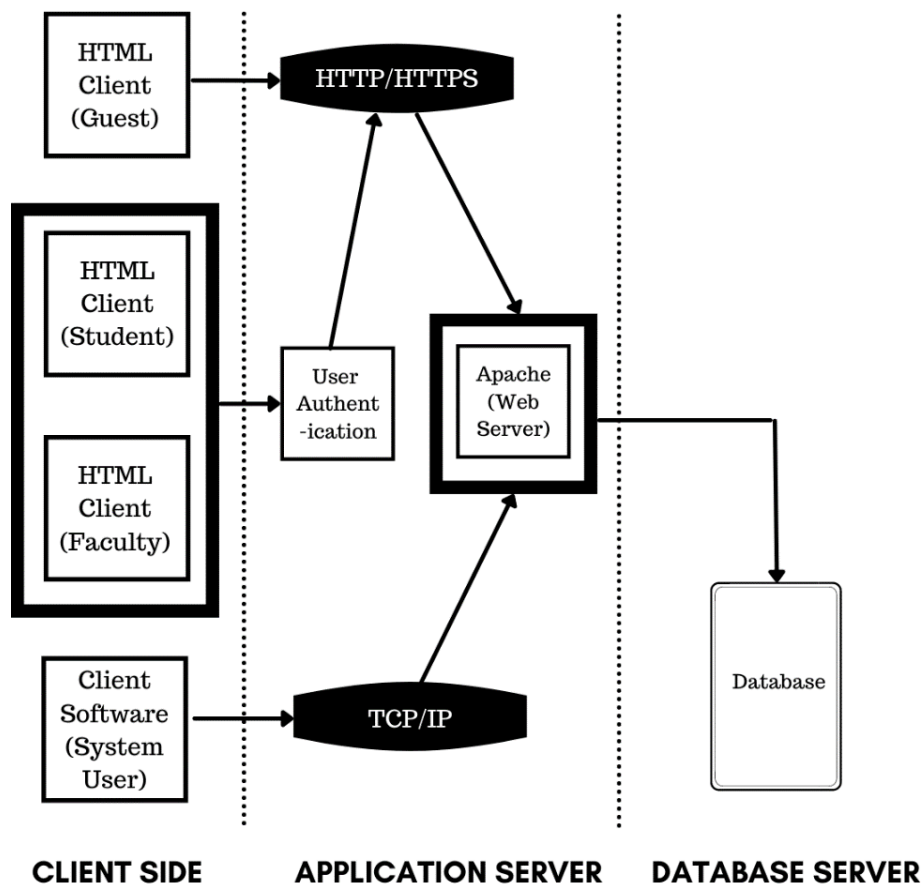 HTML
Client
(Guest)
HTTP/HTTPS
HTML
Client
(Student)
HTML
Client
(Faculty)
User
Authent
-ication
Apache
(Web
Server)
Client
Software
(System
User)
TCP/IP
Database
CLIENT SIDE
APPLICATION SERVER
DATABASE SERVER